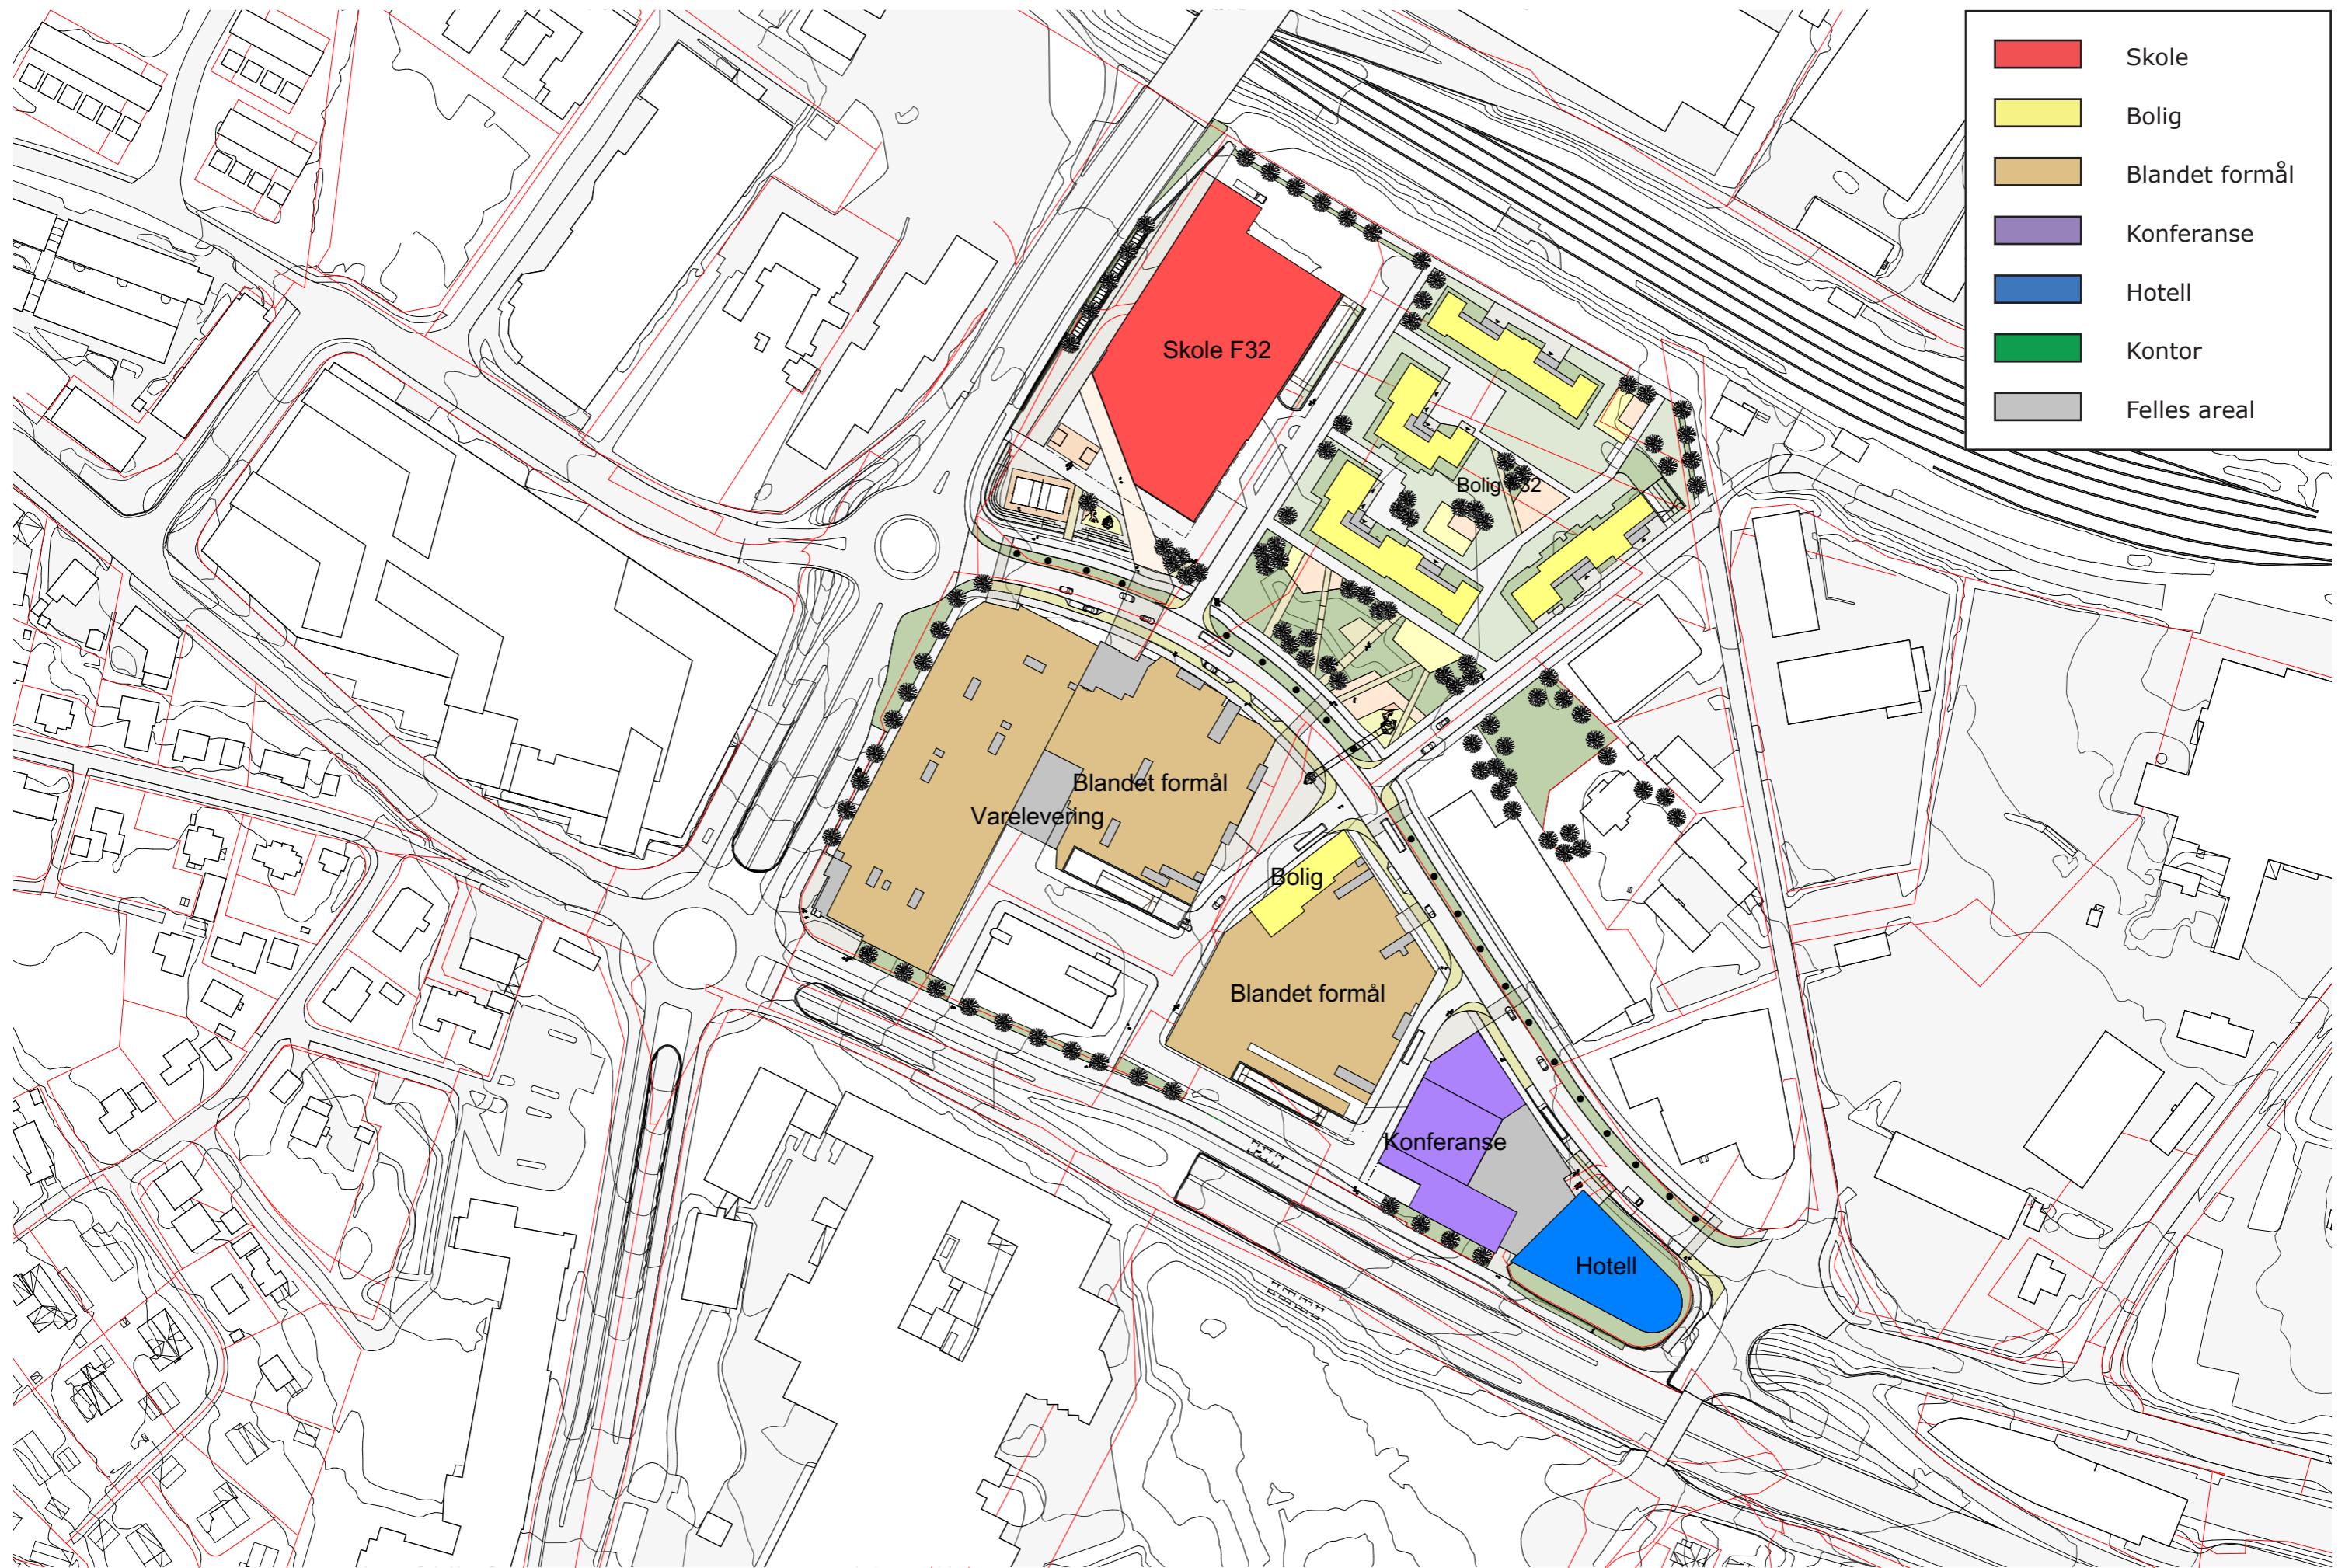 Skole
Bolig
Blandet formål
Konferanse
Hotell
Kontor
Felles areal
Skole F32
Bolig
Blandet formål
Varelevering
Bolig
Blandet formål
Konferanse
Hotell